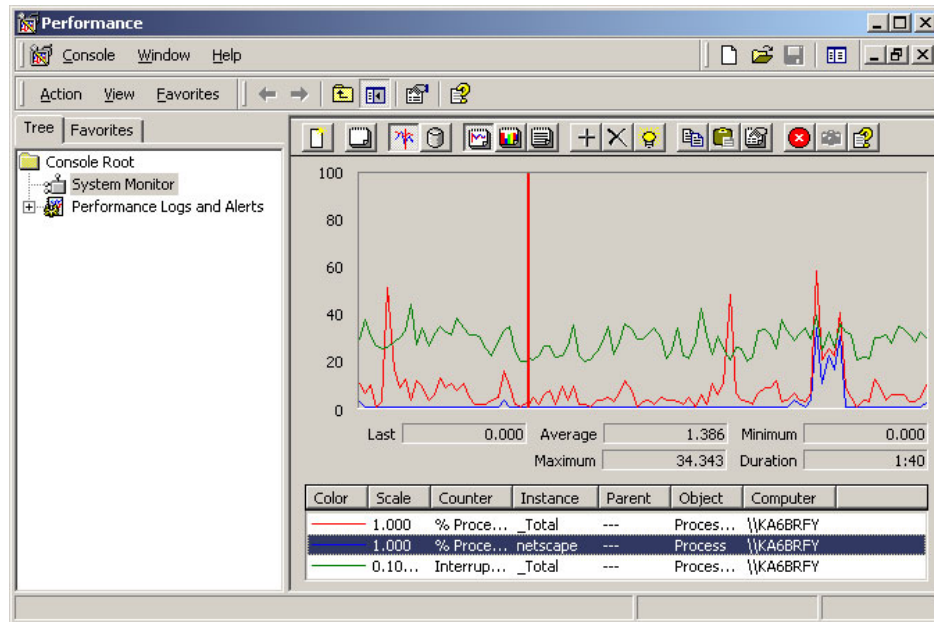 Performance
Console Window Help
Action View Favorites
Tree Favorites
Console Root
System Monitor
Performance Logs and Alerts
100
80
60
40
20
0
Last 0.000 Average 1.386 Minimum 0.000
Maximum 34.343 Duration 1:40
Color Scale Counter Instance Parent Object Computer
1.000 % Proce... _Total --- Proces... \\KA6BRFY
1.000 % Proce... netscape --- Process \\KA6BRFY
0.10... Interrup... _Total --- Proces... \\KA6BRFY